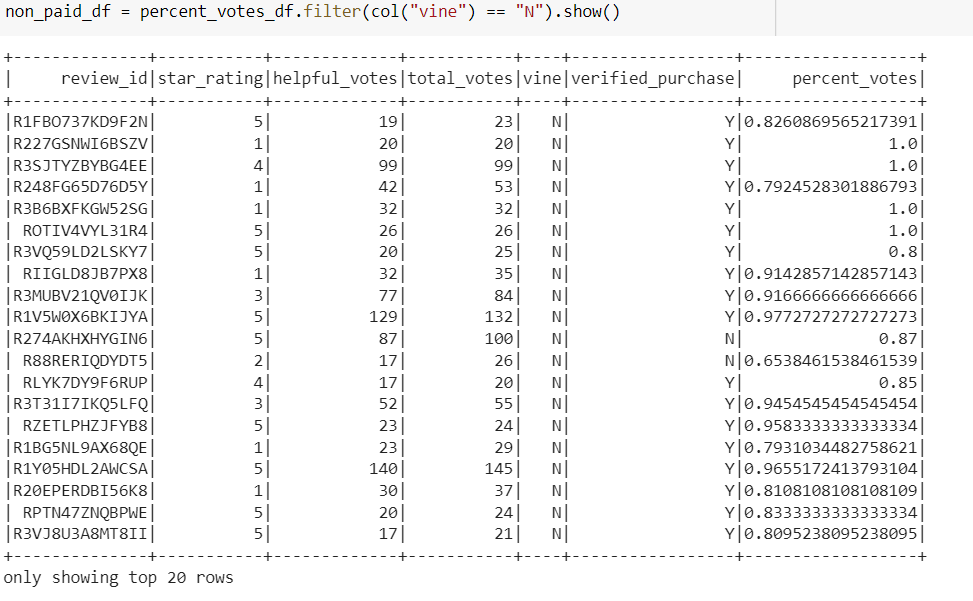 non_paid_df = percent_votes_df.filter(col("vine") == "N").show()
+--------------+-----------+-------------+-----------+----+-----------------+------------------+
|     review_id|star_rating|helpful_votes|total_votes|vine|verified_purchase|     percent_votes|
+--------------+-----------+-------------+-----------+----+-----------------+------------------+
|R1FBO737KD9F2N|          5|           19|         23|   N|                Y|0.8260869565217391|
|R227GSNWI6BSZV|          1|           20|         20|   N|                Y|               1.0|
|R3SJTYZBYBG4EE|          4|           99|         99|   N|                Y|               1.0|
|R248FG65D76D5Y|          1|           42|         53|   N|                Y|0.7924528301886793|
|R3B6BXFKGW52SG|          1|           32|         32|   N|                Y|               1.0|
| ROTIV4VYL31R4|          5|           26|         26|   N|                Y|               1.0|
|R3VQ59LD2LSKY7|          5|           20|         25|   N|                Y|               0.8|
| RIIGLD8JB7PX8|          1|           32|         35|   N|                Y|0.9142857142857143|
|R3MUBV21QV0IJK|          3|           77|         84|   N|                Y|0.9166666666666666|
|R1V5W0X6BKIJYA|          5|          129|        132|   N|                Y|0.9772727272727273|
|R274AKHXHYGIN6|          5|           87|        100|   N|                N|              0.87|
| R88RERIQDYDT5|          2|           17|         26|   N|                N|0.6538461538461539|
| RLYK7DY9F6RUP|          4|           17|         20|   N|                Y|              0.85|
|R3T31I7IKQ5LFQ|          3|           52|         55|   N|                Y|0.9454545454545454|
| RZETLPHZJFYB8|          5|           23|         24|   N|                Y|0.9583333333333334|
|R1BG5NL9AX68QE|          1|           23|         29|   N|                Y|0.7931034482758621|
|R1Y05HDL2AWCSA|          5|          140|        145|   N|                Y|0.9655172413793104|
|R20EPERDBI56K8|          1|           30|         37|   N|                Y|0.8108108108108109|
| RPTN47ZNQBPWE|          5|           20|         24|   N|                Y|0.8333333333333334|
|R3VJ8U3A8MT8II|          5|           17|         21|   N|                Y|0.8095238095238095|
+--------------+-----------+-------------+-----------+----+-----------------+------------------+
only showing top 20 rows